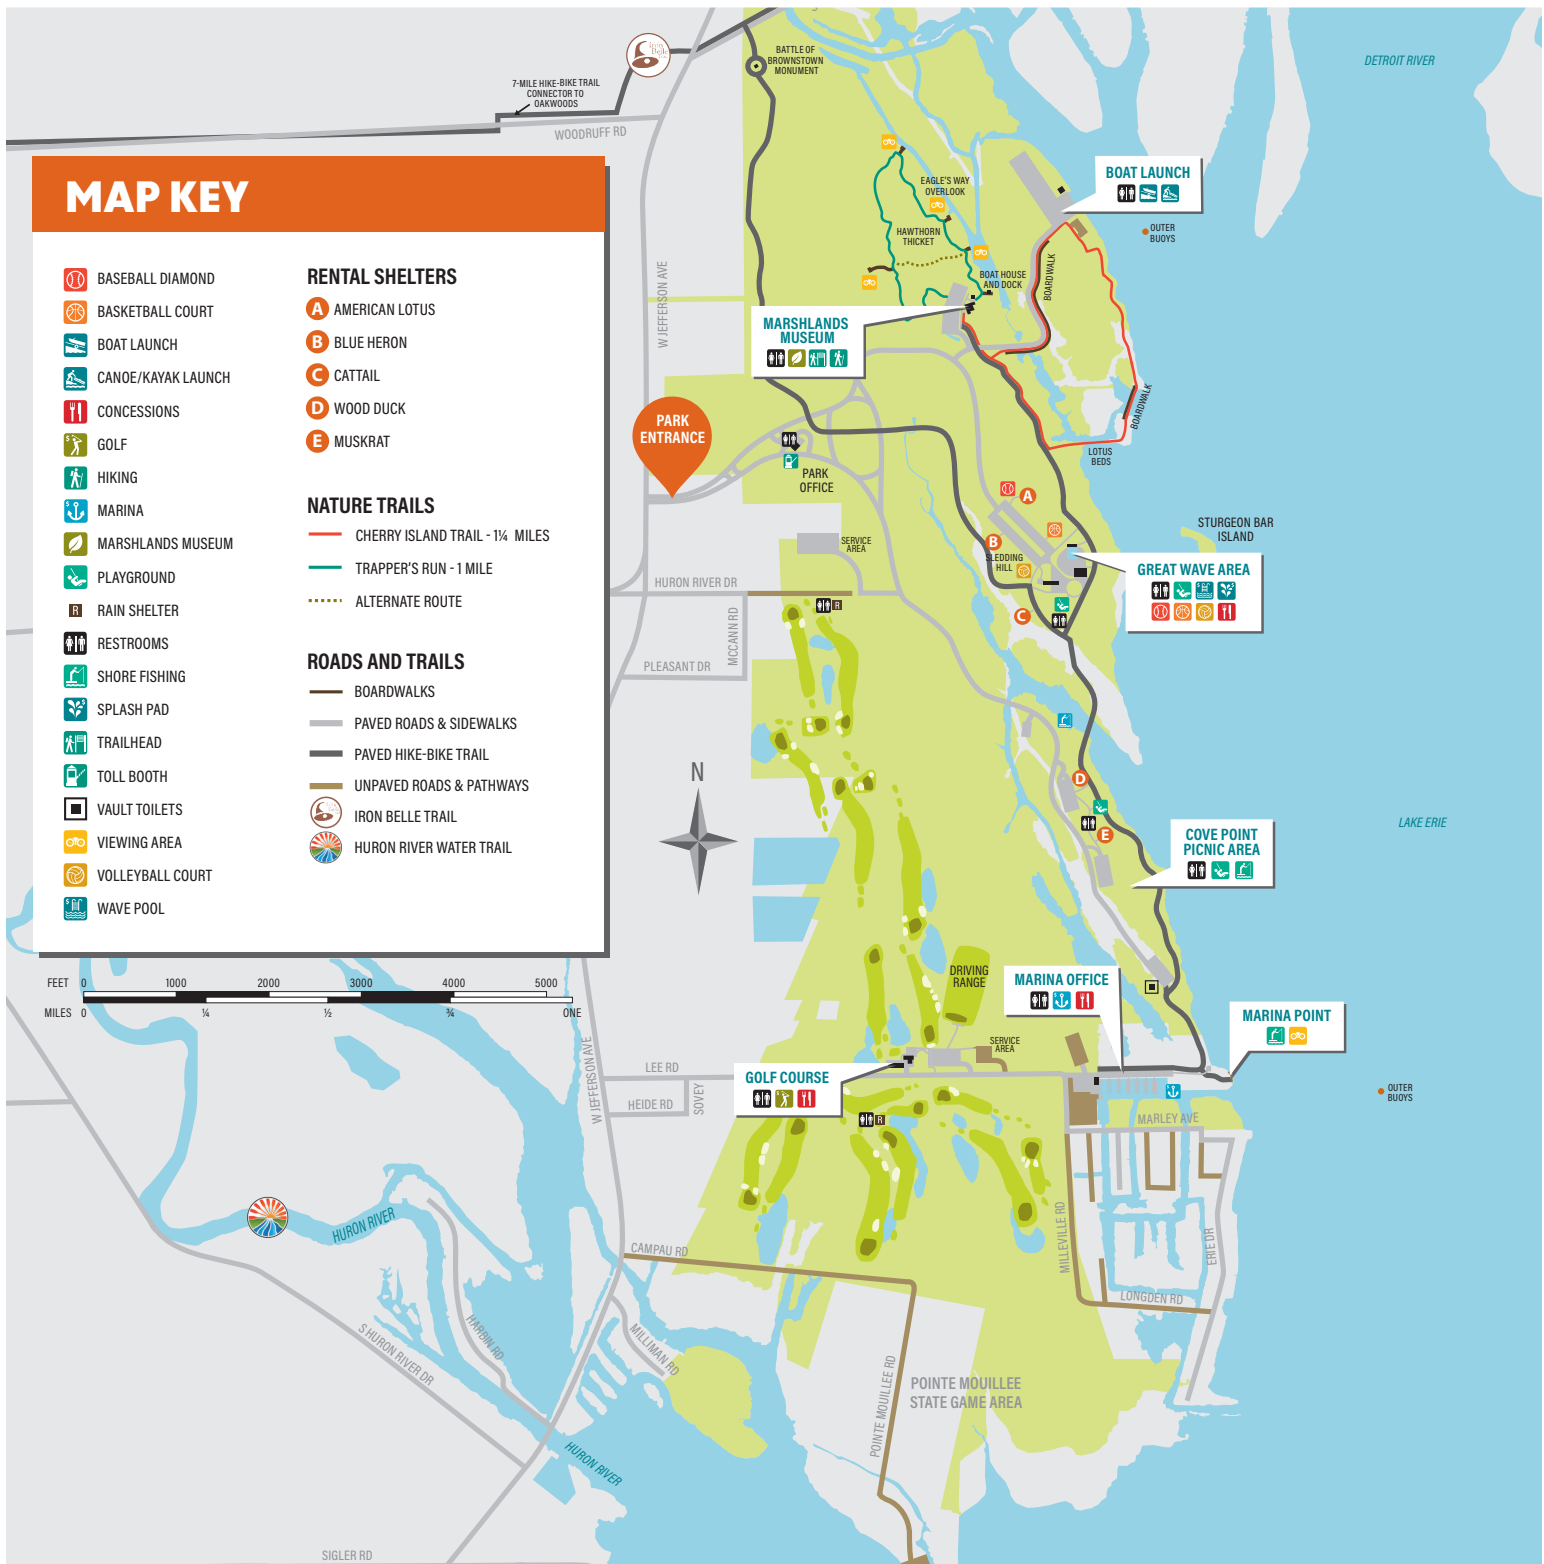 MAP KEY
BASEBALL DIAMOND
BASKETBALL COURT
BOAT LAUNCH
CANOE/KAYAK LAUNCH
CONCESSIONS
GOLF
HIKING
MARINA
MARSHLANDS MUSEUM
PLAYGROUND
R RAIN SHELTER
RESTROOMS
SHORE FISHING
SPLASH PAD
TRAILHEAD
TOLL BOOTH
VAULT TOILETS
VIEWING AREA
VOLLEYBALL COURT
WAVE POOL
RENTAL SHELTERS
A AMERICAN LOTUS
B BLUE HERON
C CATTAIL
D WOOD DUCK
E MUSKRAT
NATURE TRAILS
CHERRY ISLAND TRAIL - 1¼ MILES
TRAPPER'S RUN - 1 MILE
ALTERNATE ROUTE
ROADS AND TRAILS
BOARDWALKS
PAVED ROADS & SIDEWALKS
PAVED HIKE-BIKE TRAIL
UNPAVED ROADS & PATHWAYS
IRON BELLE TRAIL
HURON RIVER WATER TRAIL
FEET 0 1000 2000 3000 4000 5000
MILES 0 ¼ ½ ¾ ONE
Iron
Belle
7-MILE HIKE-BIKE TRAIL
CONNECTOR TO
OAKWOODS
WOODRUFF RD
BATTLE OF
BROWNSTOWN
MONUMENT
DETROIT RIVER
EAGLE'S WAY
OVERLOOK
HAWTHORN
THICKET
BOAT LAUNCH
OUTER
BUOYS
BOARDWALK
BOAT HOUSE
AND DOCK
W JEFFERSON AVE
MARSHLANDS
MUSEUM
BOARDWALK
LOTUS
BEDS
PARK
ENTRANCE
PARK
OFFICE
A
B
SLEDDING
HILL
C
STURGEON BAR
ISLAND
SERVICE
AREA
GREAT WAVE AREA
HURON RIVER DR
MCCANN RD
PLEASANT DR
R
N
D
E
LAKE ERIE
COVE POINT
PICNIC AREA
DRIVING
RANGE
MARINA OFFICE
MARINA POINT
SERVICE
AREA
W JEFFERSON AVE
LEE RD
HEIDE RD
SOVEY
GOLF COURSE
R
OUTER
BUOYS
MARLEY AVE
MILLEVILLE RD
ERIE DR
LONGDEN RD
HURON RIVER
CAMPAU RD
HARBIN RD
S HURON RIVER DR
MILLIMAN RD
POINTE MOUILLEE RD
POINTE MOUILLEE
STATE GAME AREA
HURON RIVER
SIGLER RD